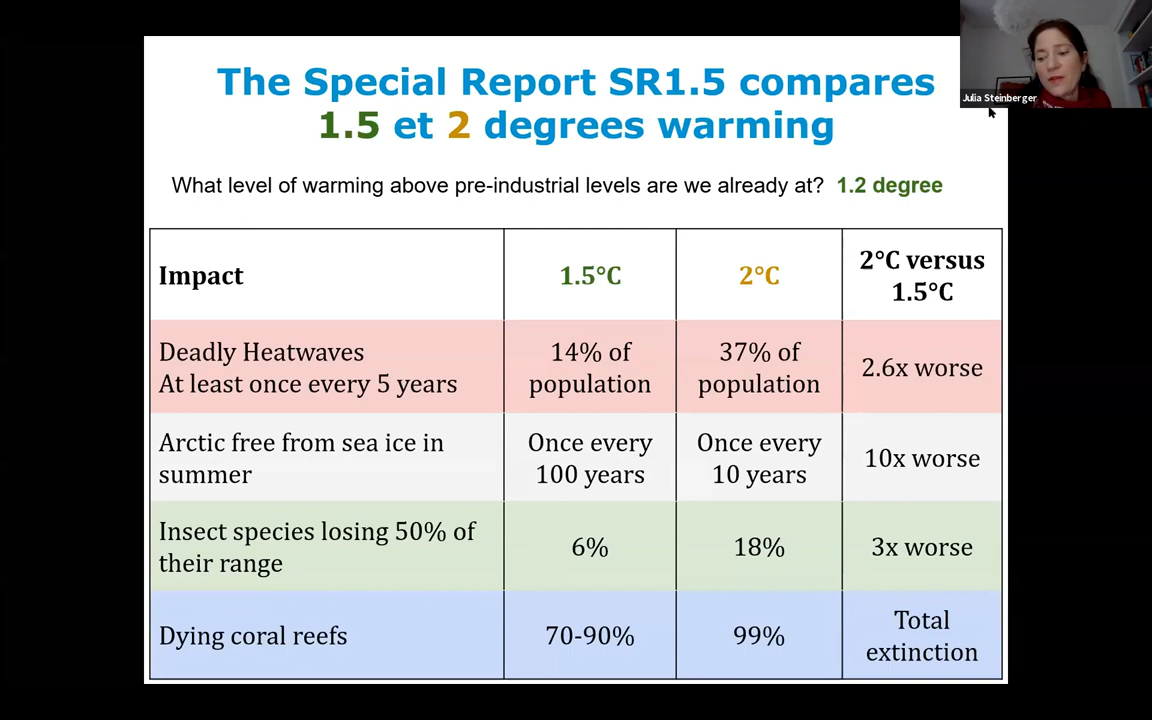 The Special Report SR1.5 compares
1.5 et 2 degrees warming
Julia Steinberger
What level of warming above pre-industrial levels are we already at? 1.2 degree
Impact
1.5°C
2°C
2°C versus
1.5°C
Deadly Heatwaves
At least once every 5 years
14% of
population
37% of
population
2.6x worse
Arctic free from sea ice in
summer
Once every
100 years
Once every
10 years
10x worse
Insect species losing 50% of
their range
6%
18%
3x worse
Dying coral reefs
70-90%
99%
Total
extinction